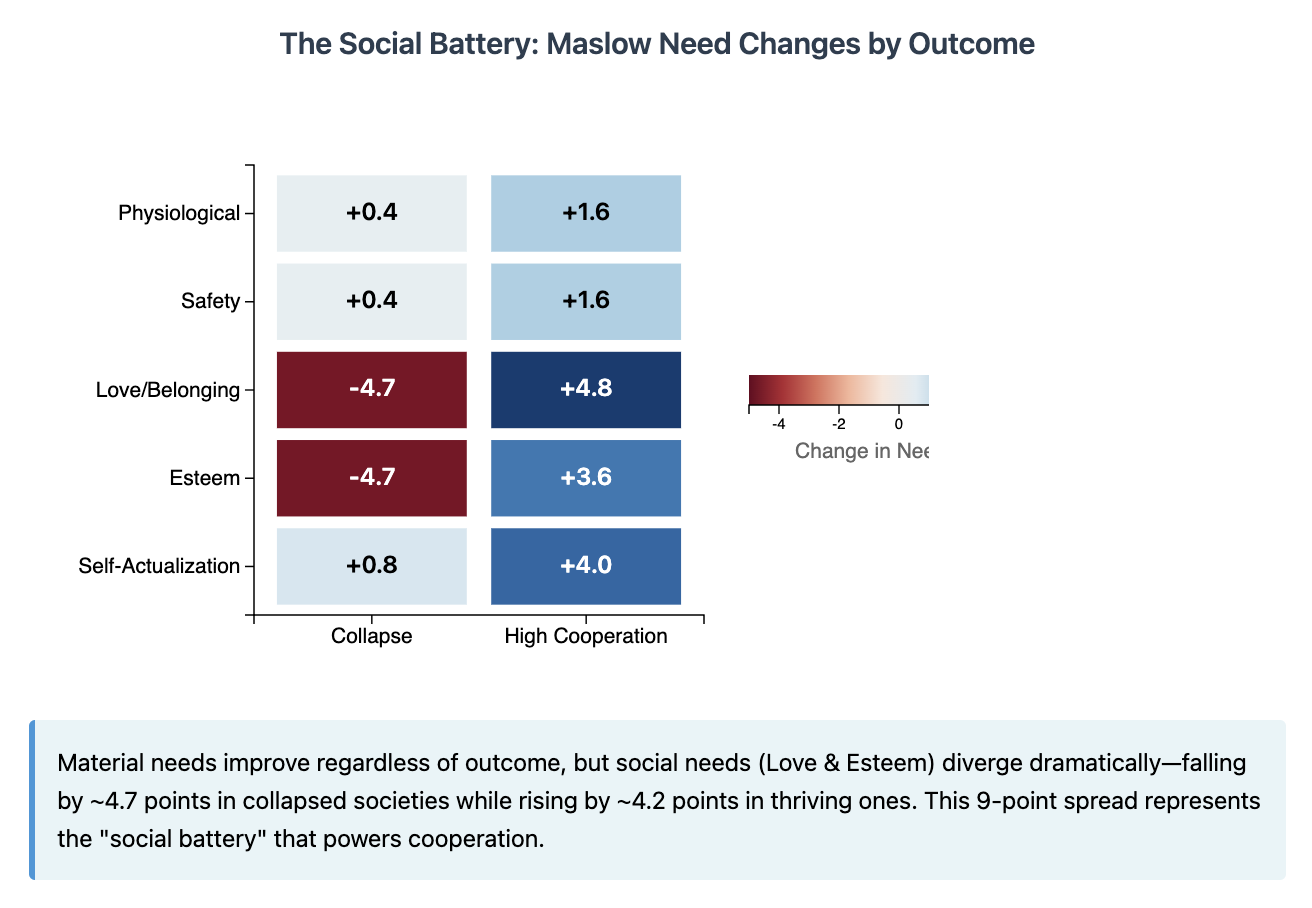 The Social Battery: Maslow Need Changes by Outcome
Physiological +0.4 +1.6
Safety +0.4 +1.6
Love/Belonging -4.7 +4.8
Esteem -4.7 +3.6
Self-Actualization +0.8 +4.0
Collapse High Cooperation
-4 -2 0
Change in Nee
Material needs improve regardless of outcome, but social needs (Love & Esteem) diverge dramatically—falling
by ~4.7 points in collapsed societies while rising by ~4.2 points in thriving ones. This 9-point spread represents
the "social battery" that powers cooperation.